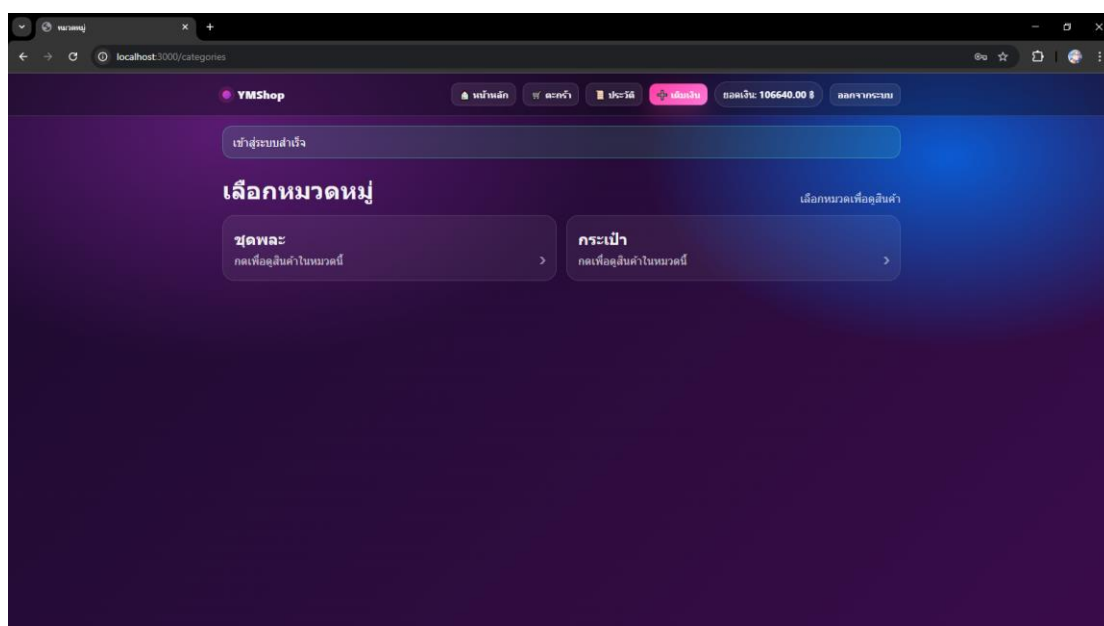 หมวดหมู่
localhost:3000/categories
YMShop
หน้าหลัก
ตะกร้า
ประวัติ
เติมเงิน
ยอดเงิน: 106640.00 ฿
ออกจากระบบ
เข้าสู่ระบบสำเร็จ
เลือกหมวดหมู่
เลือกหมวดเพื่อดูสินค้า
ชุดพละ
กดเพื่อดูสินค้าในหมวดนี้
กระเป๋า
กดเพื่อดูสินค้าในหมวดนี้